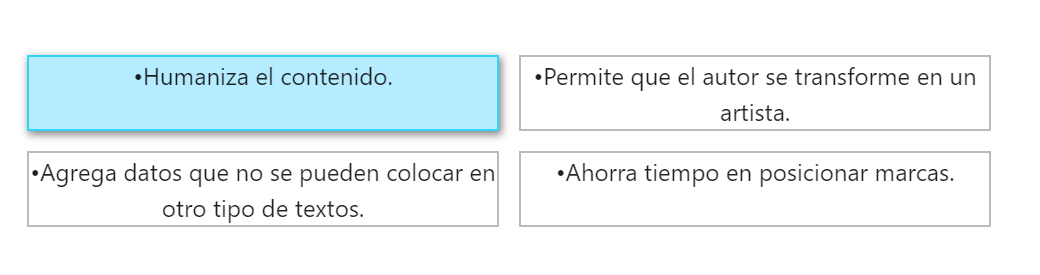 •Humaniza el contenido.
•Permite que el autor se transforme en un
artista.
•Agrega datos que no se pueden colocar en
otro tipo de textos.
•Ahorra tiempo en posicionar marcas.